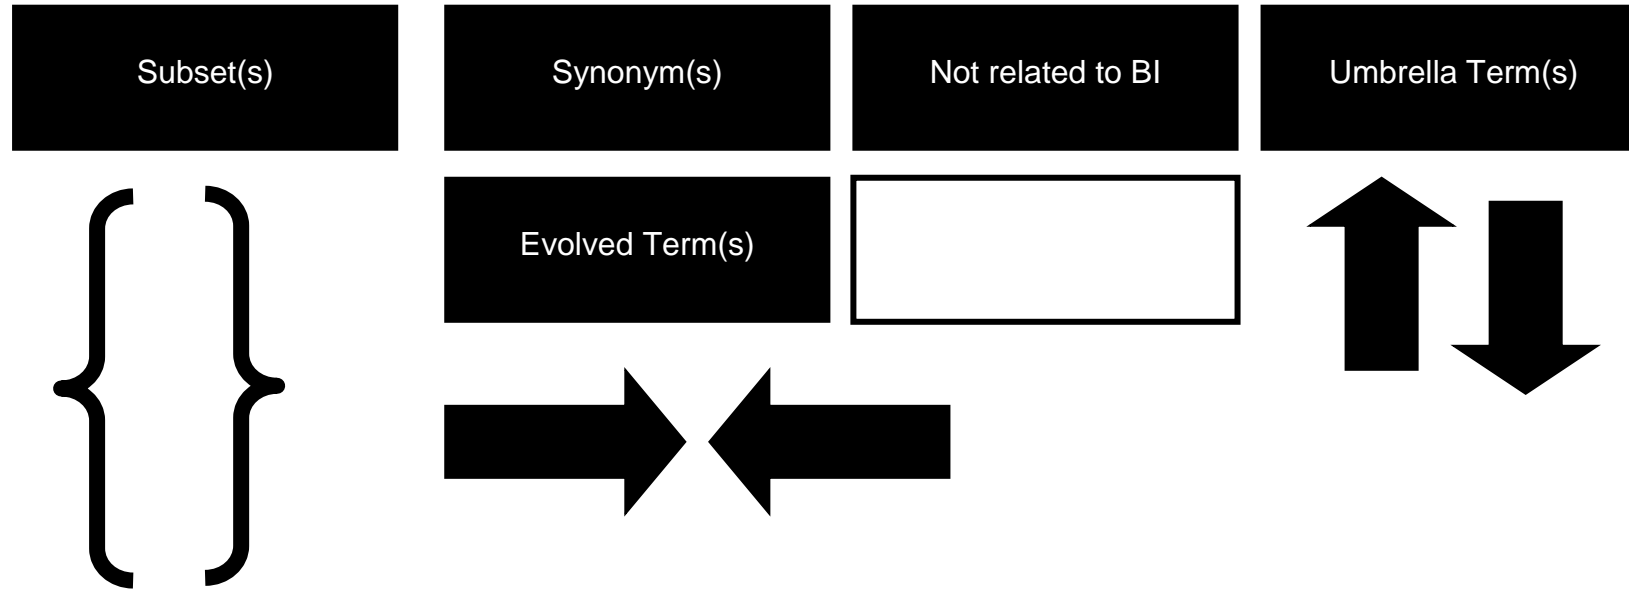 Subset(s)
Synonym(s)
Not related to BI
Umbrella Term(s)
Evolved Term(s)